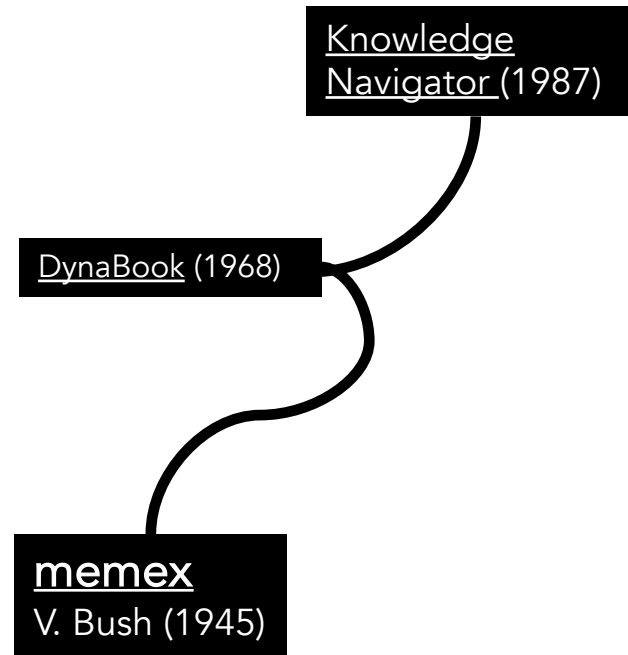 Knowledge
Navigator (1987)
DynaBook (1968)
memex
V. Bush (1945)